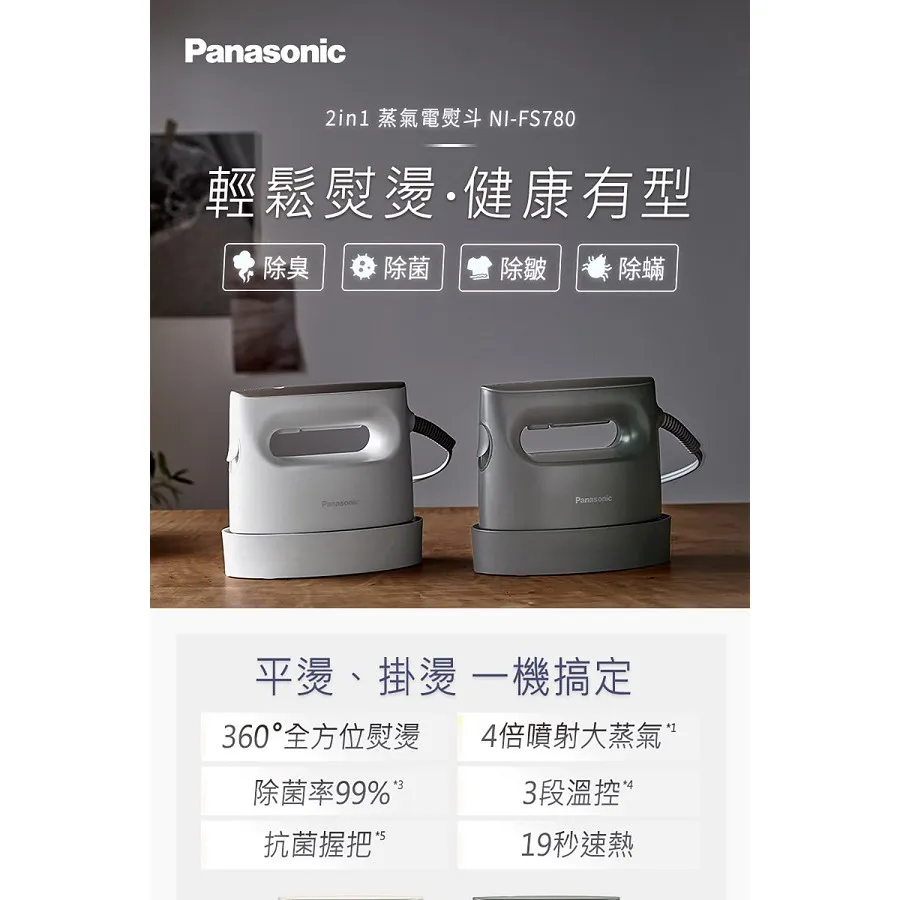 Panasonic
2in1 蒸氣電熨斗 NI-FS780
輕鬆熨燙·健康有型
除臭 除菌 除皺 除蟎
Panasonic Panasonic
平燙、掛燙 一機搞定
360°全方位熨燙 4倍噴射大蒸氣*1
除菌率99%*3 3段溫控*4
抗菌握把*5 19秒速熱